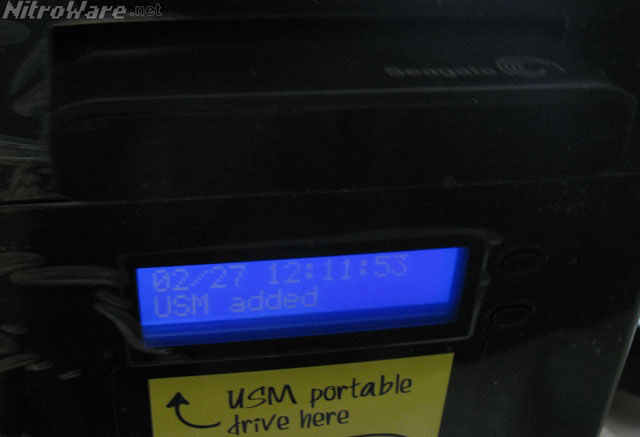 NitroWare.net
Seagate
02/27 12:11:53
USM added
USM portable
drive here